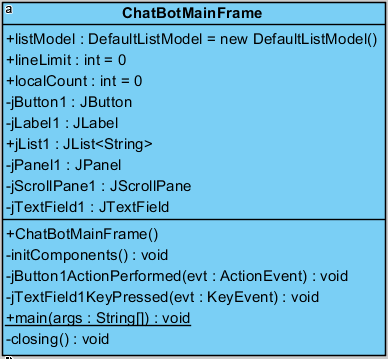 a
ChatBotMainFrame
+listModel : DefaultListModel = new DefaultListModel()
+lineLimit : int = 0
+localCount : int = 0
-jButton1 : JButton
-jLabel1 : JLabel
+jList1 : JList<String>
-jPanel1 : JPanel
-jScrollPane1 : JScrollPane
-jTextField1 : JTextField
+ChatBotMainFrame()
-initComponents() : void
-jButton1ActionPerformed(evt : ActionEvent) : void
-jTextField1KeyPressed(evt : KeyEvent) : void
+main(args : String[]) : void
-closing() : void